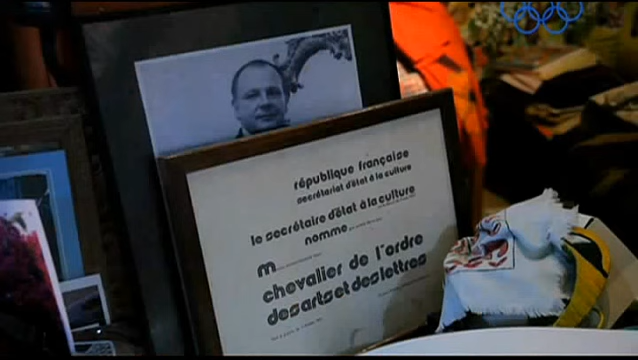 république française
secrétariat d'état à la culture
le secrétaire d'état à la culture
nomme
M
chevalier de l'ordre
des arts et des lettres